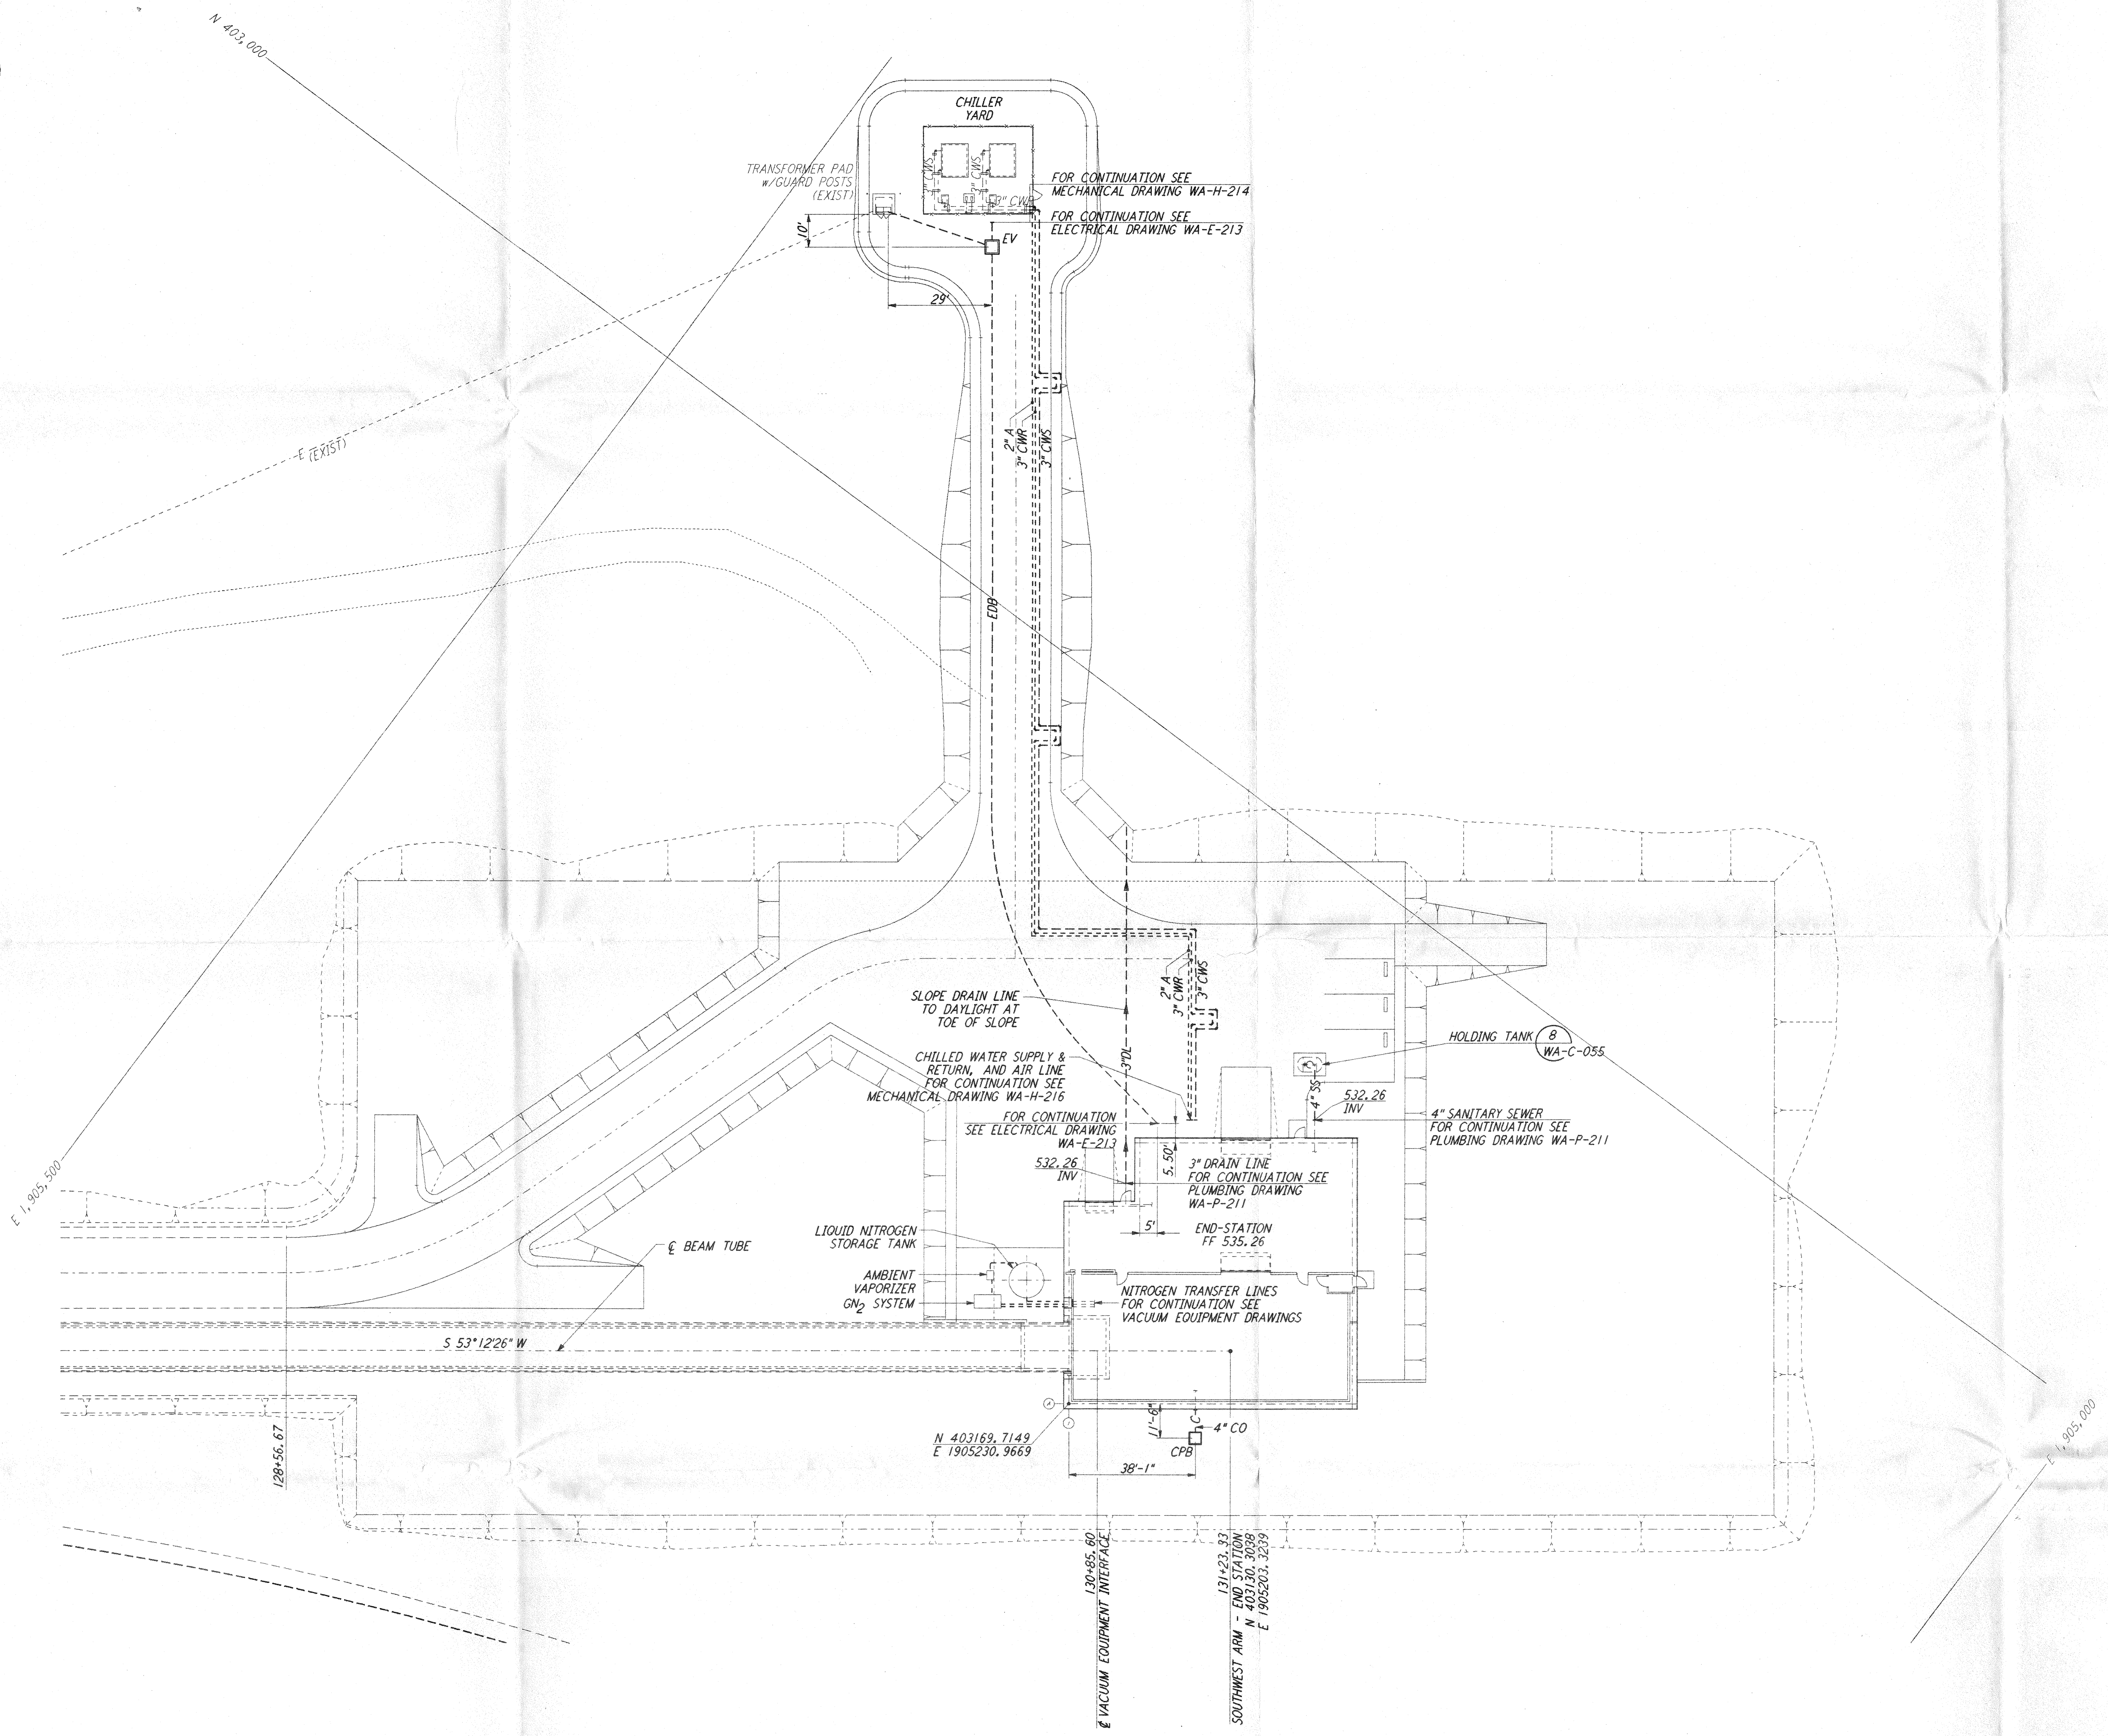 N 403,000
CHILLER
YARD
TRANSFORMER PAD
w/GUARD POSTS
(EXIST)
3" CWS
3" CWS
3" CWR
FOR CONTINUATION SEE
MECHANICAL DRAWING WA-H-214
FOR CONTINUATION SEE
ELECTRICAL DRAWING WA-E-213
10'
EV
29'
E (EXIST)
2" A
3" CWR
3" CWS
EDB
2" A
3" CWR
3" CWS
SLOPE DRAIN LINE
TO DAYLIGHT AT
TOE OF SLOPE
HOLDING TANK
8
WA-C-055
CHILLED WATER SUPPLY &
RETURN, AND AIR LINE
FOR CONTINUATION SEE
MECHANICAL DRAWING WA-H-216
3"DL
4" SS
532.26
INV
4" SANITARY SEWER
FOR CONTINUATION SEE
PLUMBING DRAWING WA-P-211
FOR CONTINUATION
SEE ELECTRICAL DRAWING
WA-E-213
5.50'
532.26
INV
3" DRAIN LINE
FOR CONTINUATION SEE
PLUMBING DRAWING
WA-P-211
E 1,905,500
5'
END-STATION
FF 535.26
LIQUID NITROGEN
STORAGE TANK
℄ BEAM TUBE
AMBIENT
VAPORIZER
GN2 SYSTEM
NITROGEN TRANSFER LINES
FOR CONTINUATION SEE
VACUUM EQUIPMENT DRAWINGS
S 53°12'26" W
11'-6"
C
4" CO
CPB
N 403169.7149
E 1905230.9669
38'-1"
128+56.67
E 1,905,000
130+85.60
℄ VACUUM EQUIPMENT INTERFACE
131+23.33
SOUTHWEST ARM - END STATION
N 403130.3038
E 1905203.3239